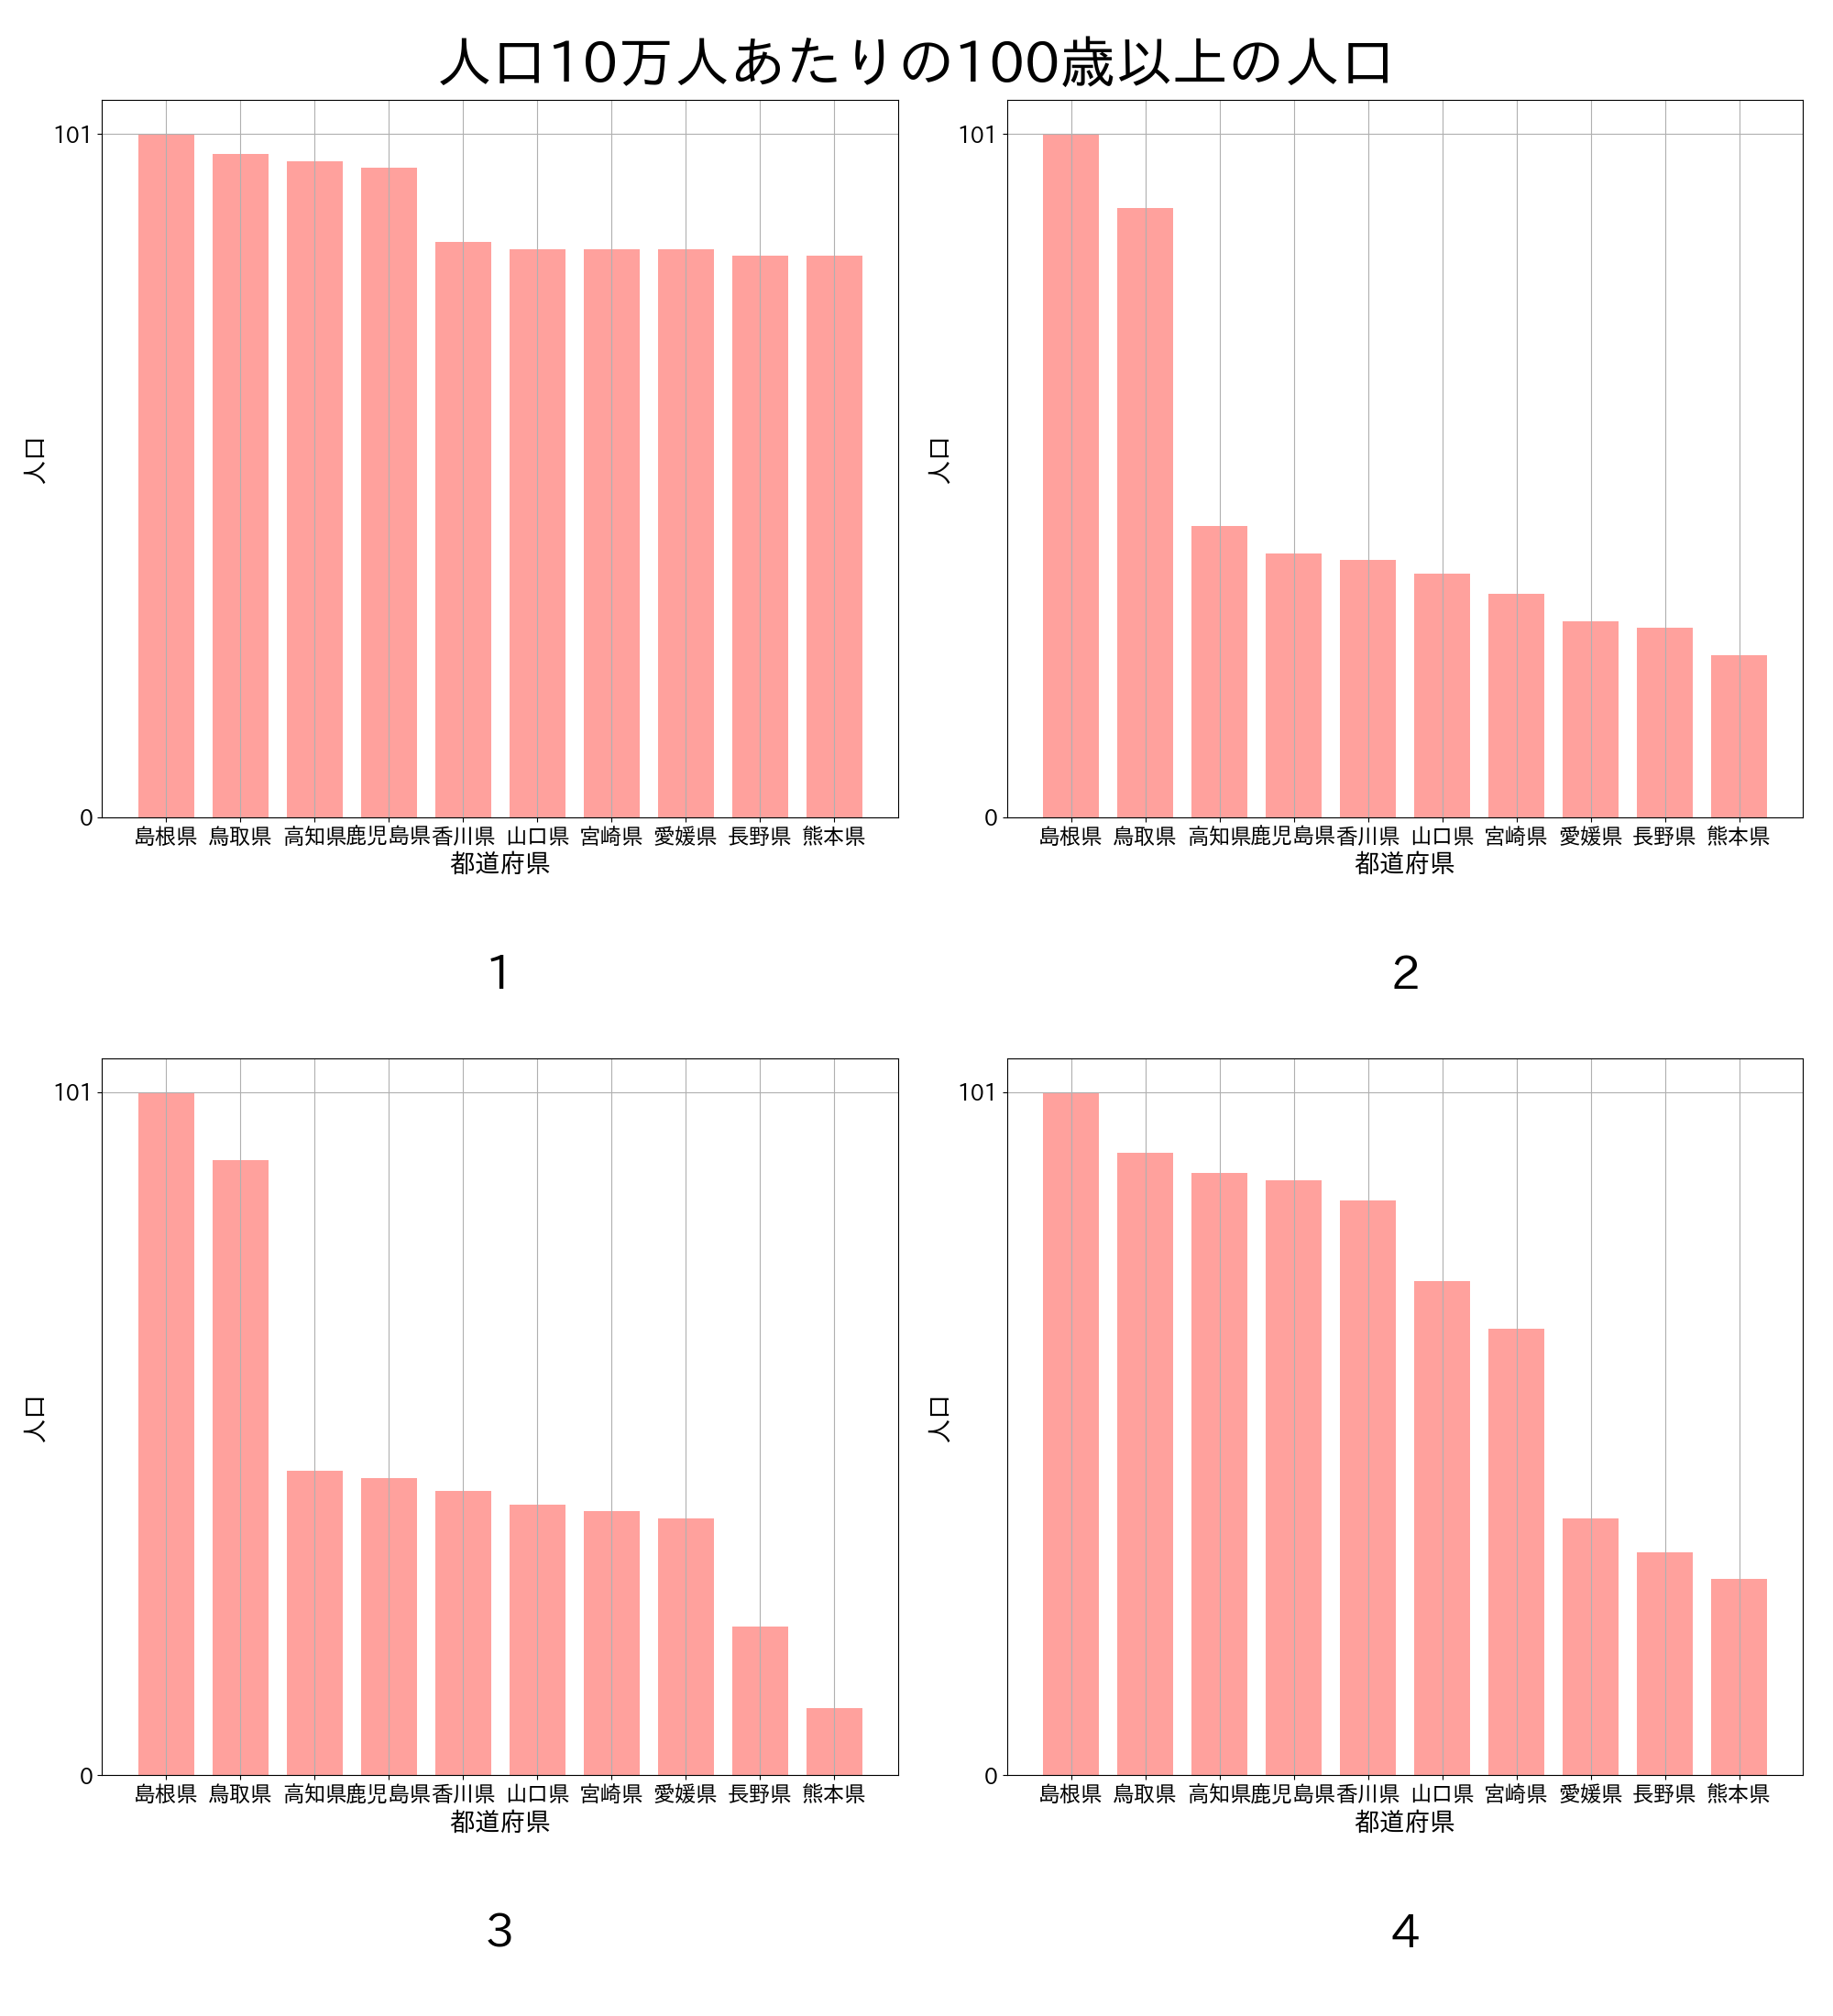 人口10万人あたりの100歳以上の人口
101
0
人口
島根県 鳥取県 高知県 鹿児島県 香川県 山口県 宮崎県 愛媛県 長野県 熊本県
都道府県
1
101
0
人口
島根県 鳥取県 高知県 鹿児島県 香川県 山口県 宮崎県 愛媛県 長野県 熊本県
都道府県
2
101
0
人口
島根県 鳥取県 高知県 鹿児島県 香川県 山口県 宮崎県 愛媛県 長野県 熊本県
都道府県
3
101
0
人口
島根県 鳥取県 高知県 鹿児島県 香川県 山口県 宮崎県 愛媛県 長野県 熊本県
都道府県
4